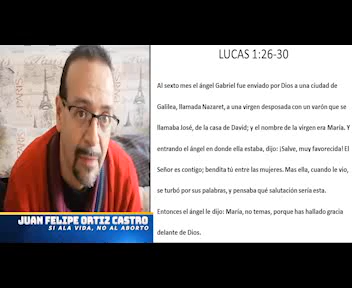 LUCAS 1:26-30
Al sexto mes el ángel Gabriel fue enviado por Dios a una ciudad de
Galilea, llamada Nazaret, a una virgen desposada con un varón que se
llamaba José, de la casa de David; y el nombre de la virgen era María. Y
entrando el ángel en donde ella estaba, dijo: ¡Salve, muy favorecida! El
Señor es contigo; bendita tú entre las mujeres. Mas ella, cuando le vio,
se turbó por sus palabras, y pensaba qué salutación sería esta.
Entonces el ángel le dijo: María, no temas, porque has hallado gracia
delante de Dios.
JUAN FELIPE ORTIZ CASTRO
SI ALA VIDA, NO AL ABORTO